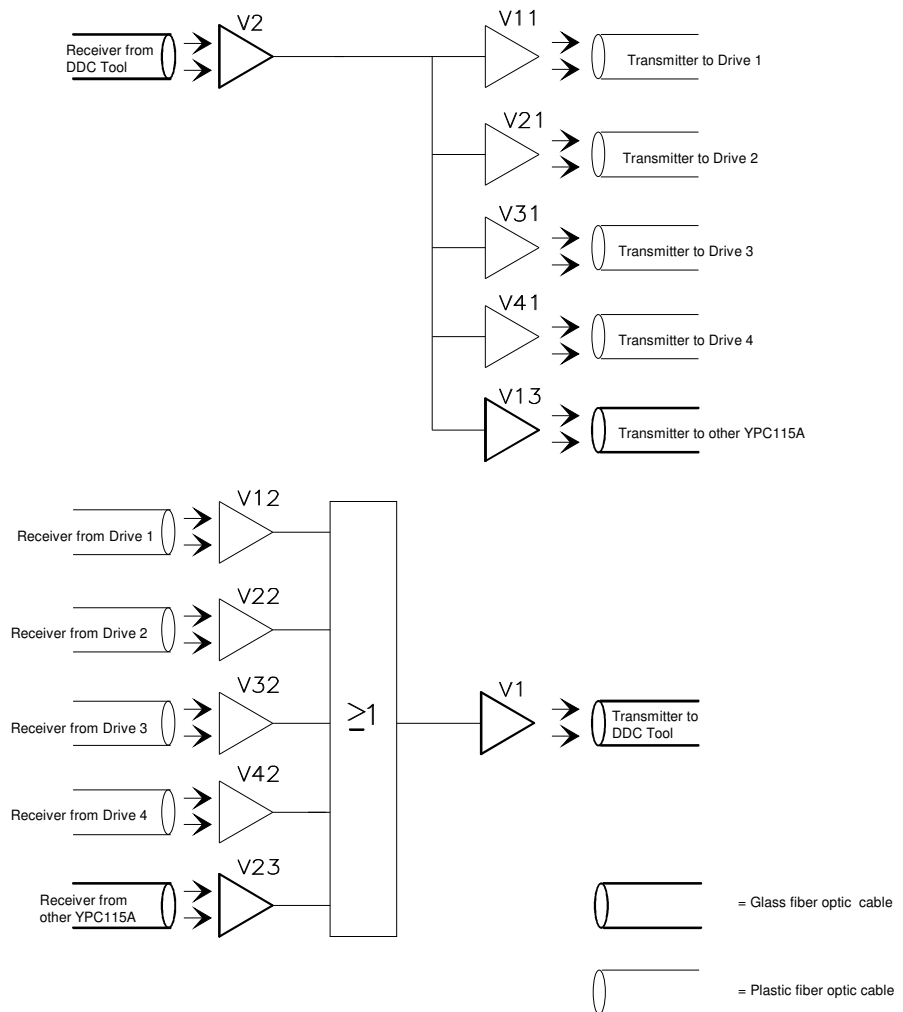 V2
Receiver from
DDC Tool
V11
Transmitter to Drive 1
V21
Transmitter to Drive 2
V31
Transmitter to Drive 3
V41
Transmitter to Drive 4
V13
Transmitter to other YPC115A
V12
Receiver from Drive 1
V22
Receiver from Drive 2
V32
Receiver from Drive 3
V42
Receiver from Drive 4
V23
Receiver from
other YPC115A
≥1
V1
Transmitter to
DDC Tool
= Glass fiber optic cable
= Plastic fiber optic cable